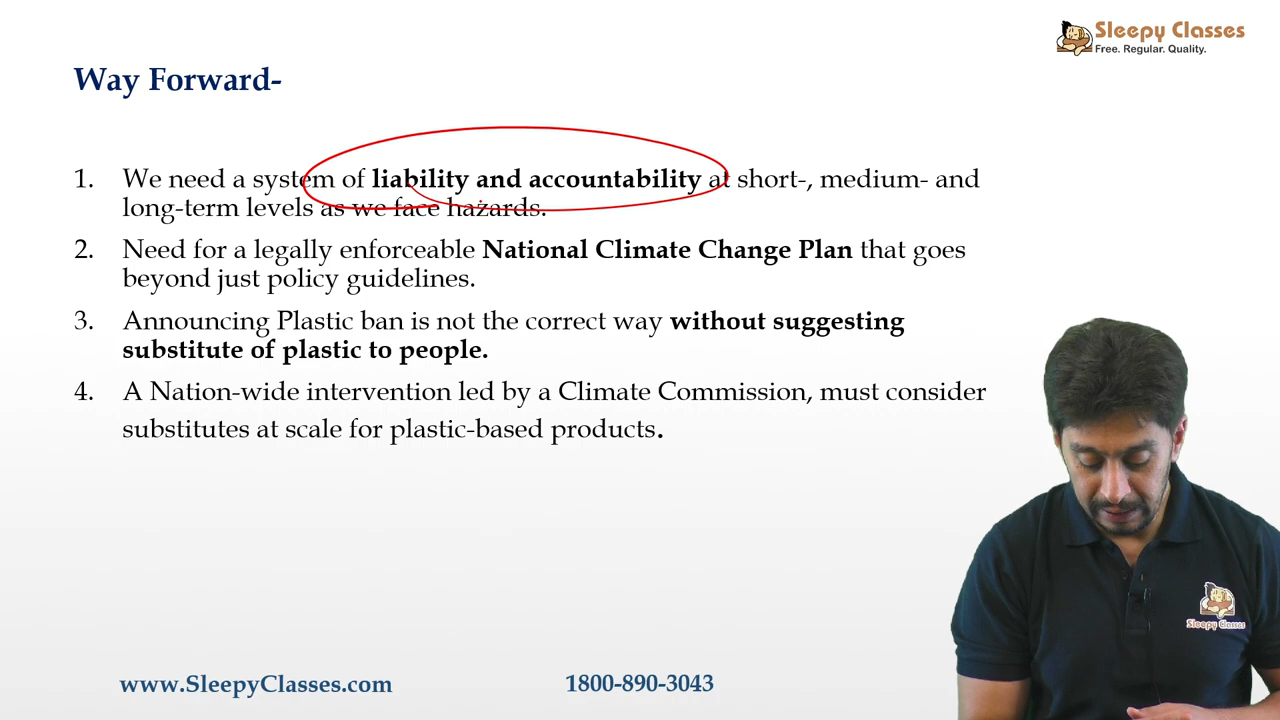 Sleepy Classes
Free. Regular. Quality.
Way Forward-
1. We need a system of liability and accountability at short-, medium- and
long-term levels as we face hazards.
2. Need for a legally enforceable National Climate Change Plan that goes
beyond just policy guidelines.
3. Announcing Plastic ban is not the correct way without suggesting
substitute of plastic to people.
4. A Nation-wide intervention led by a Climate Commission, must consider
substitutes at scale for plastic-based products.
Sleepy Classes
www.SleepyClasses.com
1800-890-3043